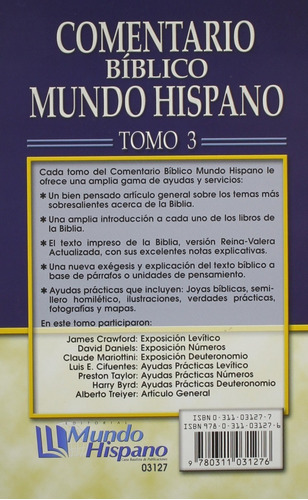 COMENTARIO
BÍBLICO
MUNDO HISPANO
TOMO 3
Cada tomo del Comentario Bíblico Mundo Hispano le
ofrece una amplia gama de ayudas y servicios:
• Un bien pensado artículo general sobre los temas más
sobresalientes acerca de la Biblia.
• Una amplia introducción a cada uno de los libros de
la Biblia.
• El texto impreso de la Biblia, versión Reina-Valera
Actualizada, con sus excelentes notas explicativas.
• Una nueva exégesis y explicación del texto bíblico a
base de párrafos o unidades de pensamiento.
• Ayudas prácticas que incluyen: Joyas bíblicas, semi-
llero homilético, ilustraciones, verdades prácticas,
fotografías y mapas.
En este tomo participaron:
James Crawford: Exposición Levítico
David Daniels: Exposición Números
Claude Mariottini: Exposición Deuteronomio
Luis E. Cifuentes: Ayudas Prácticas Levítico
Preston Taylor: Ayudas Prácticas Números
Harry Byrd: Ayudas Prácticas Deuteronomio
Alberto Treiyer: Artículo General
EDITORIAL
Mundo
Hispano
Casa Bautista de Publicaciones
03127
ISBN 0-311-03127-7
ISBN 978-0-311-03127-6
9 780311 031276